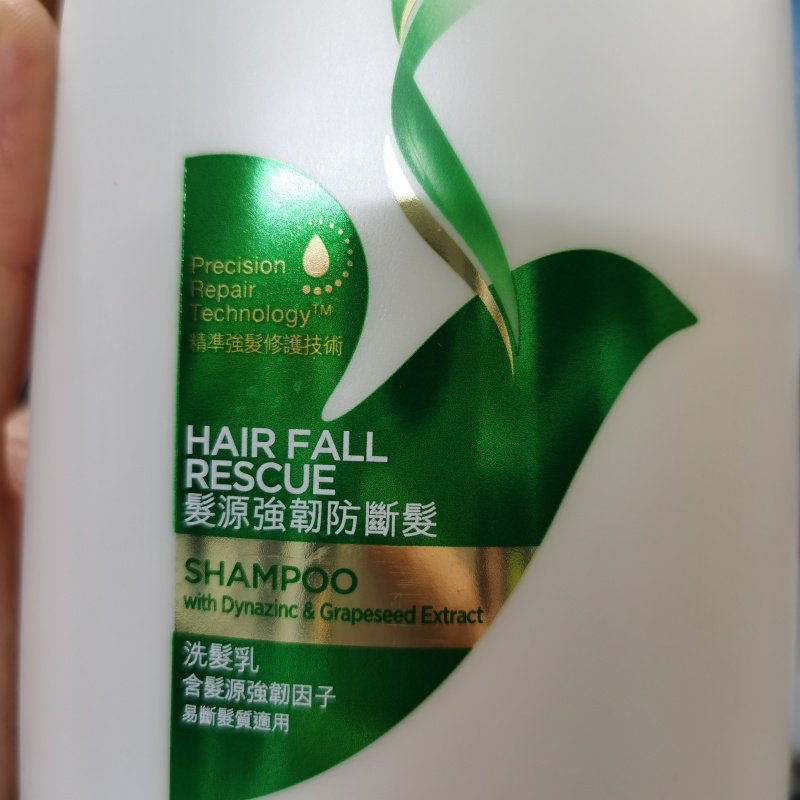 Precision
Repair
Technology™
精準強髮修護技術
HAIR FALL
RESCUE
髮源強韌防斷髮
SHAMPOO
with Dynazinc & Grapeseed Extract
洗髮乳
含髮源強韌因子
易斷髮質適用